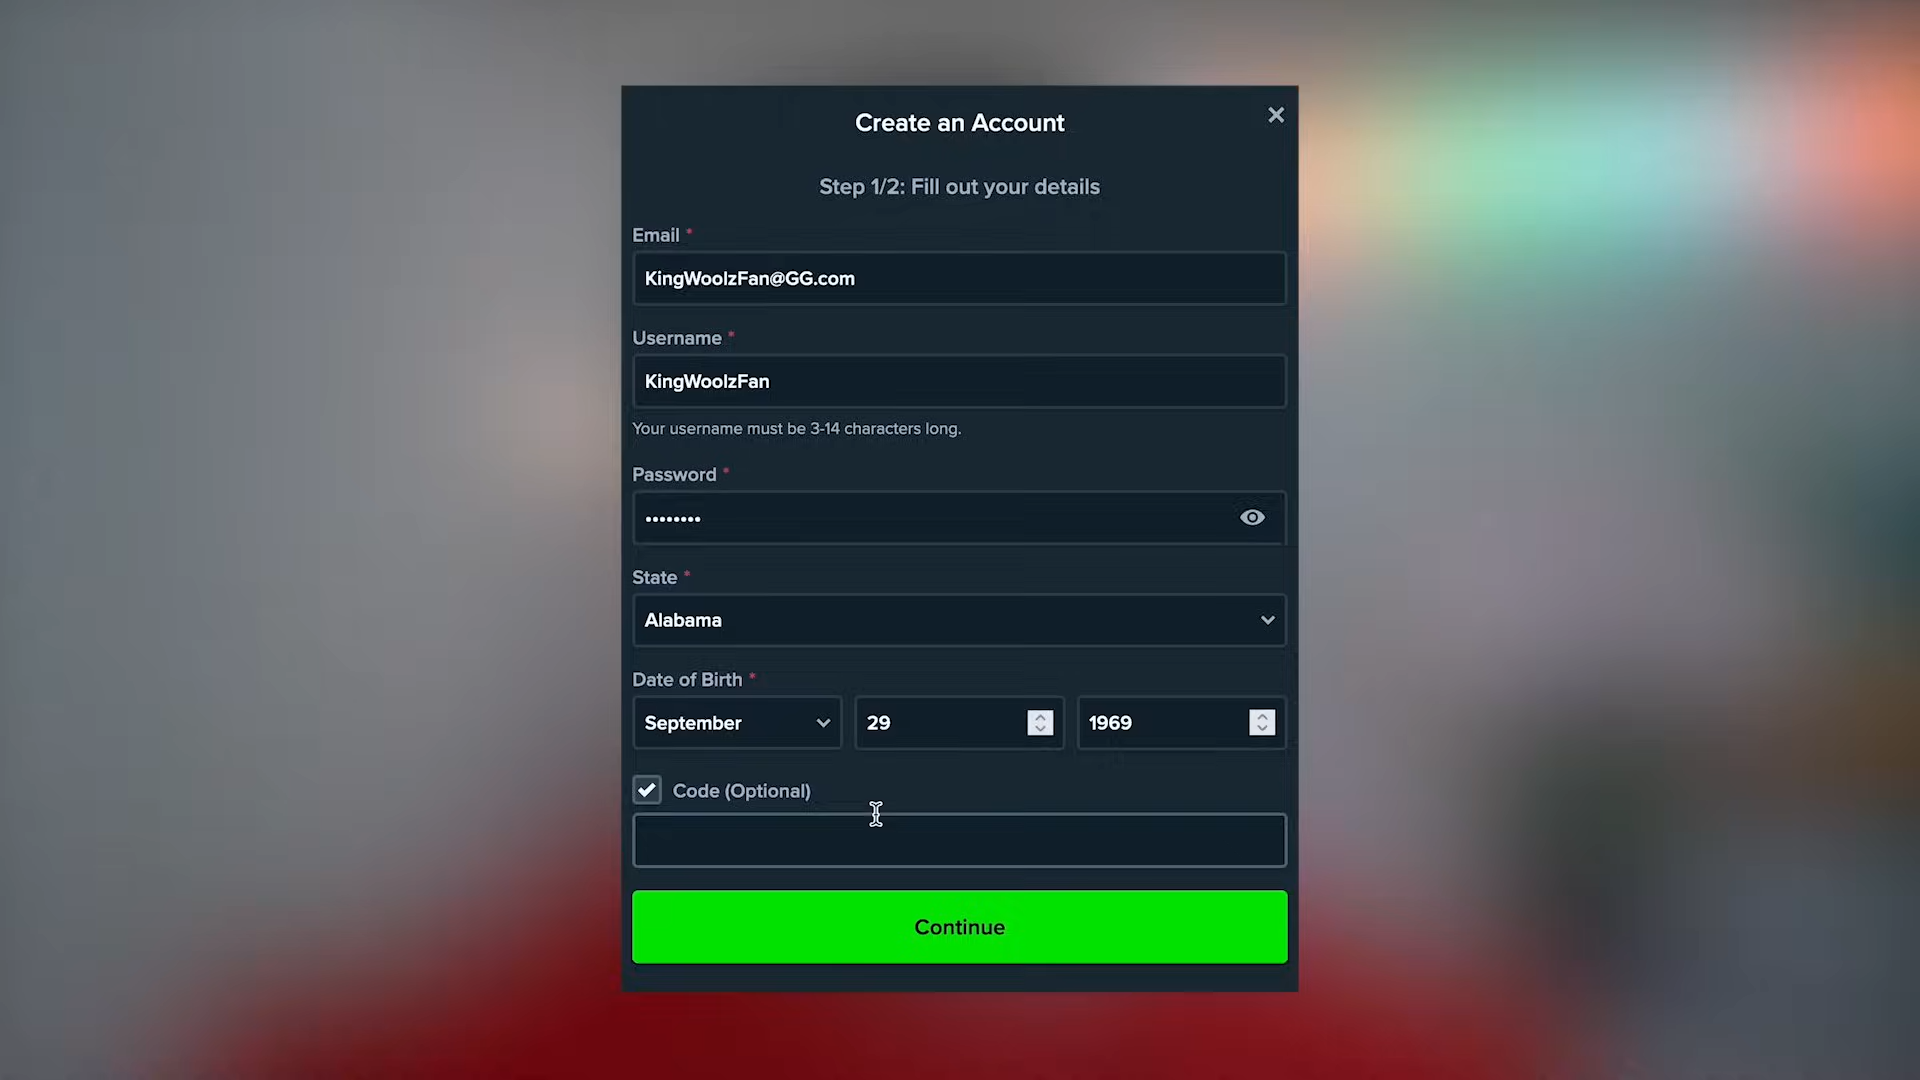 Create an Account
Step 1/2: Fill out your details
Email *
KingWoolzFan@GG.com
Username *
KingWoolzFan
Your username must be 3-14 characters long.
Password *
••••••••
State *
Alabama
Date of Birth *
September 29 1969
Code (Optional)
Continue